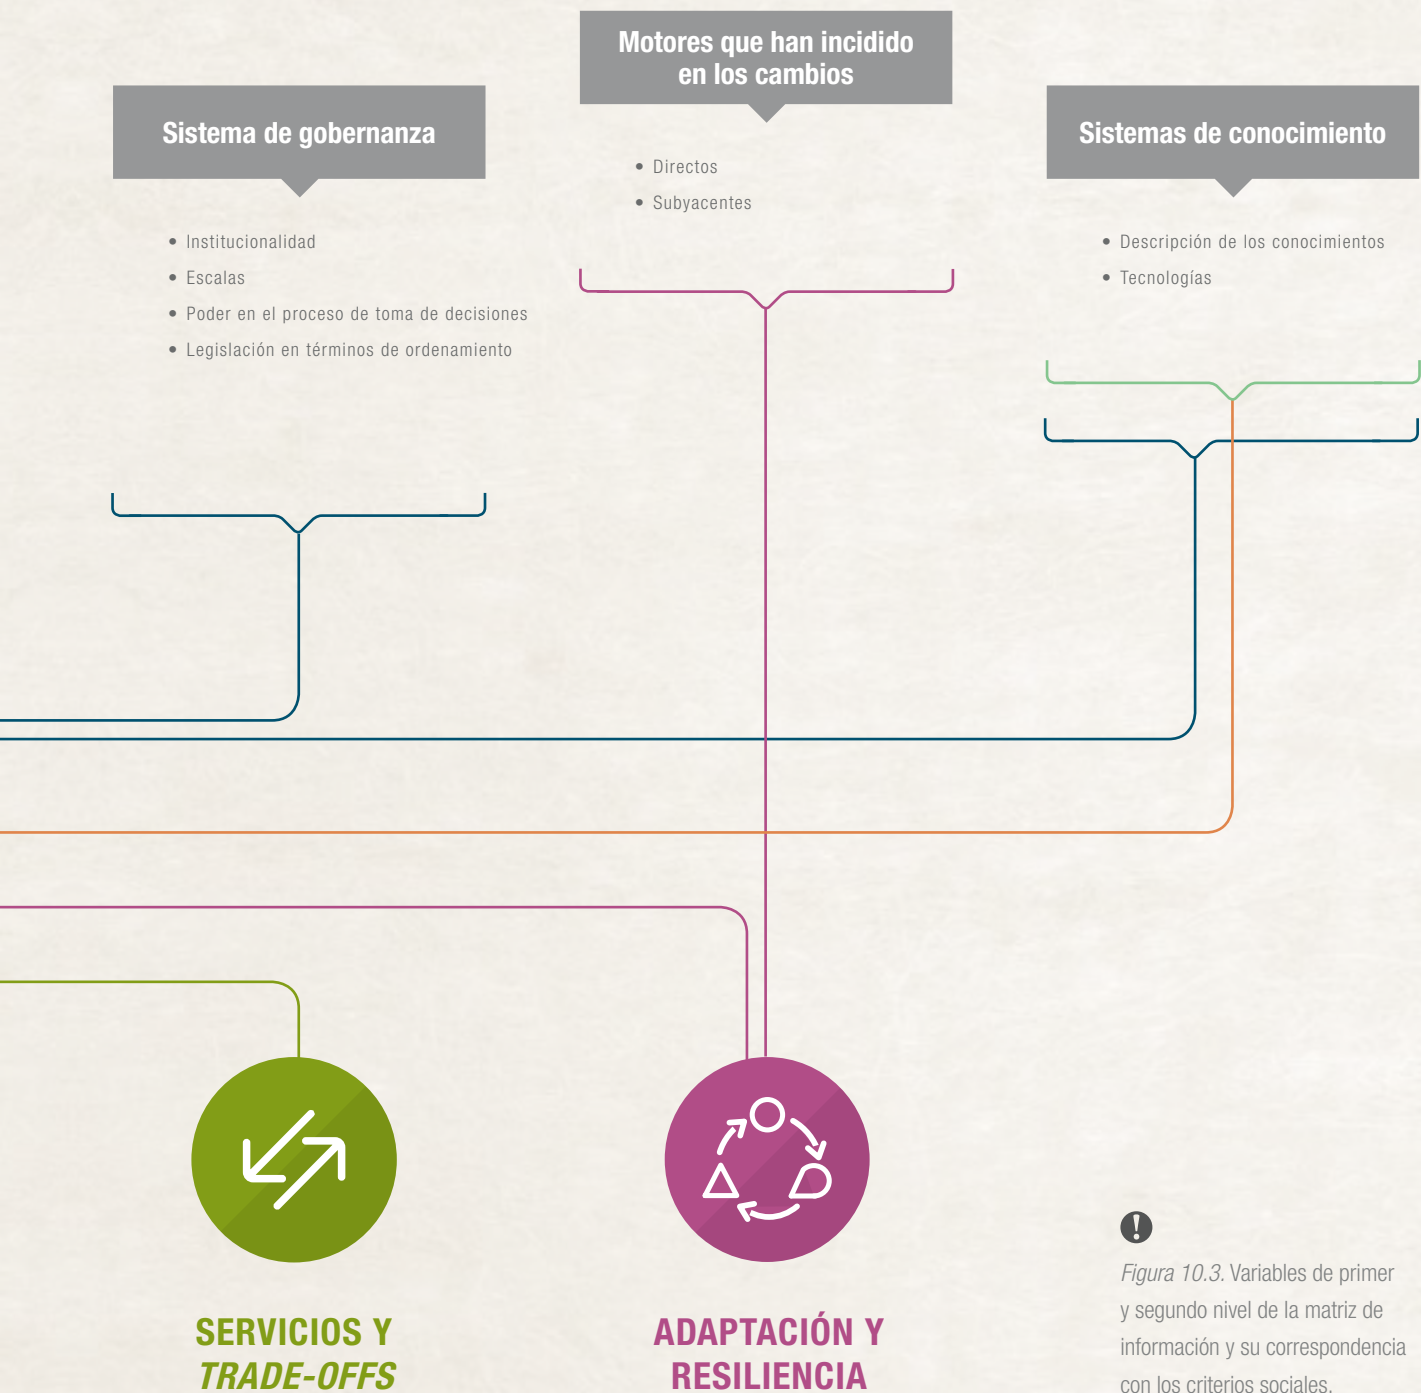 Motores que han incidido
en los cambios
• Directos
• Subyacentes
Sistema de gobernanza
• Institucionalidad
• Escalas
• Poder en el proceso de toma de decisiones
• Legislación en términos de ordenamiento
Sistemas de conocimiento
• Descripción de los conocimientos
• Tecnologías
SERVICIOS Y
TRADE-OFFS
ADAPTACIÓN Y
RESILIENCIA
Figura 10.3. Variables de primer
y segundo nivel de la matriz de
información y su correspondencia
con los criterios sociales.